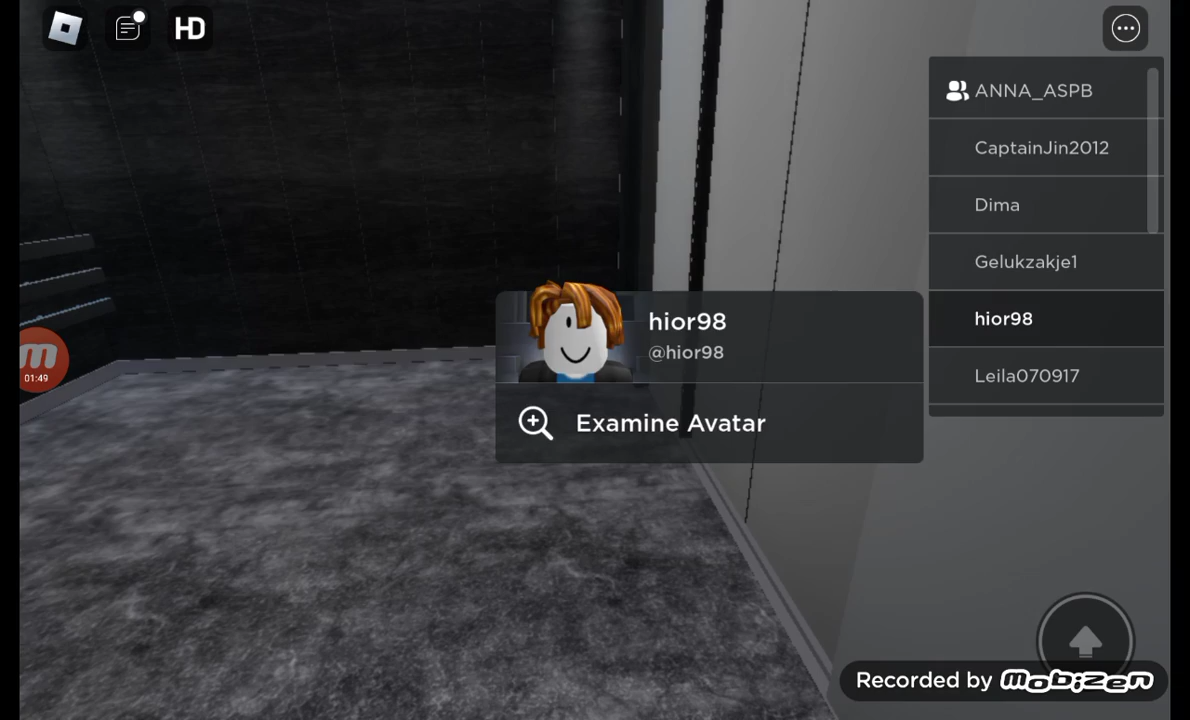 HD
ANNA_ASPB
CaptainJin2012
Dima
Gelukzakje1
hior98
Leila070917
hior98
@hior98
Examine Avatar
01:49
Recorded by mobizen